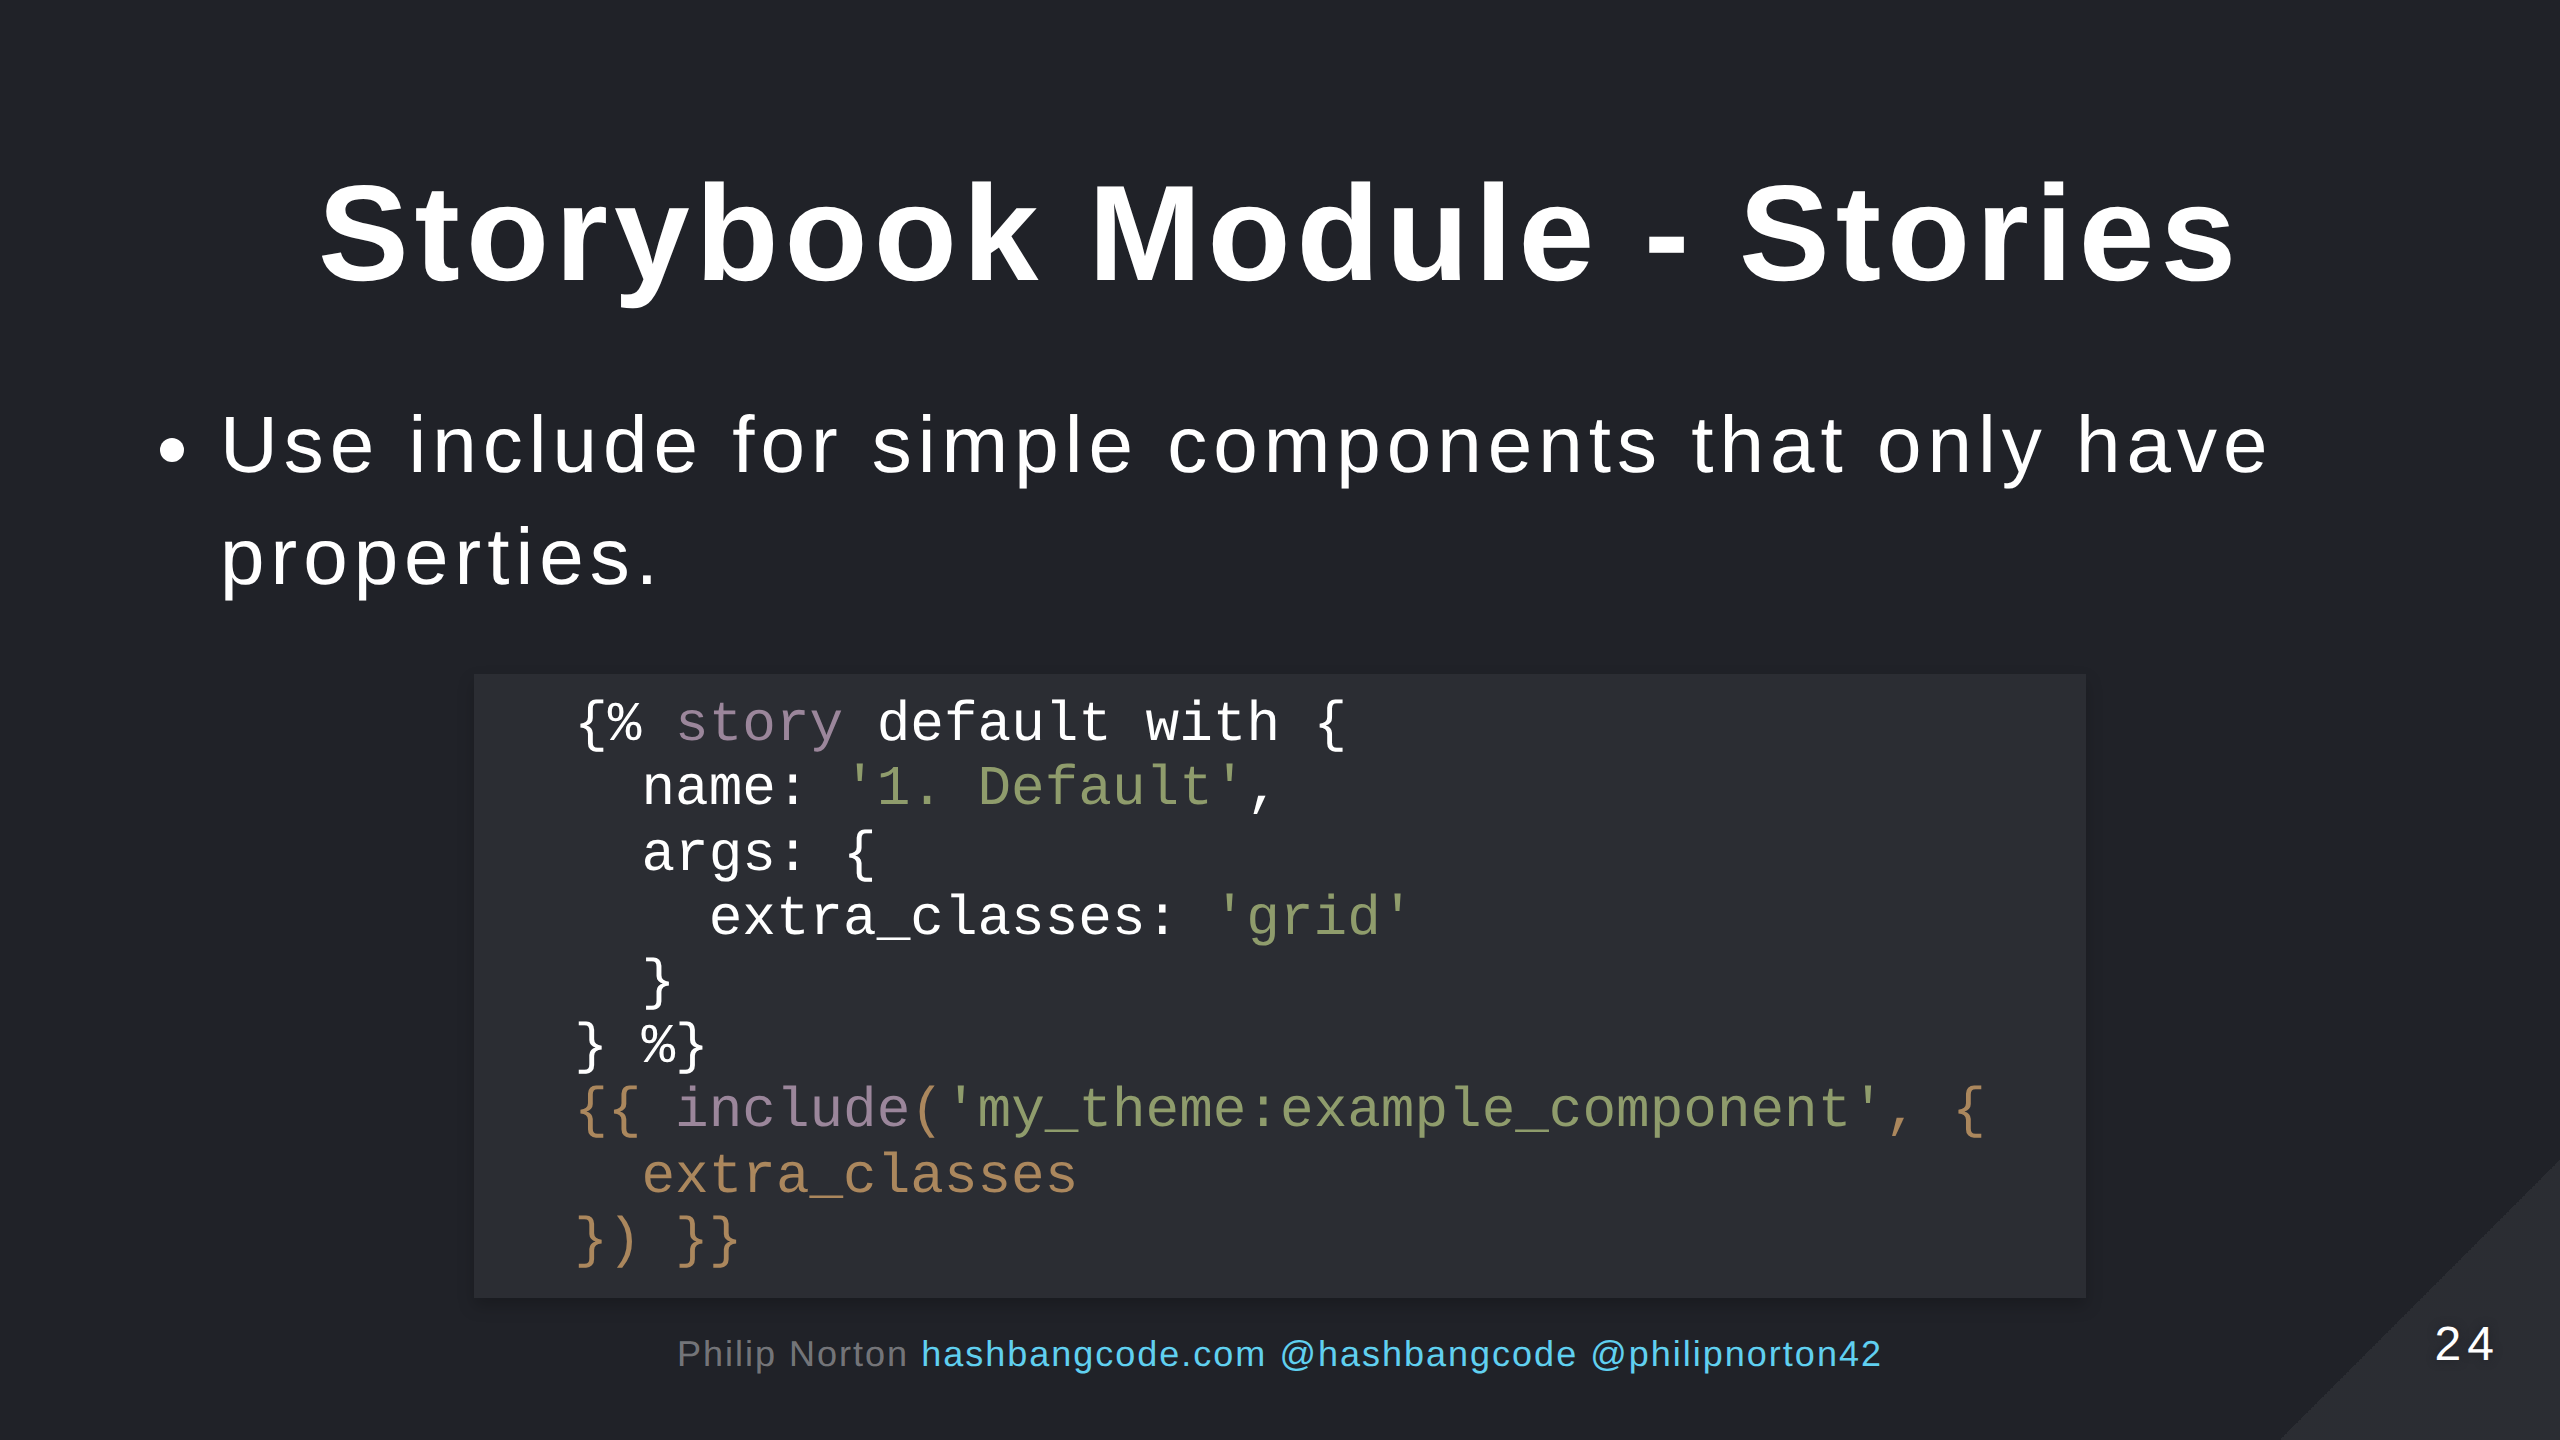 Storybook Module - Stories
• Use include for simple components that only have
properties.
{% story default with {
  name: '1. Default',
  args: {
    extra_classes: 'grid'
  }
} %}
{{ include('my_theme:example_component', {
  extra_classes
}) }}
Philip Norton hashbangcode.com @hashbangcode @philipnorton42
24